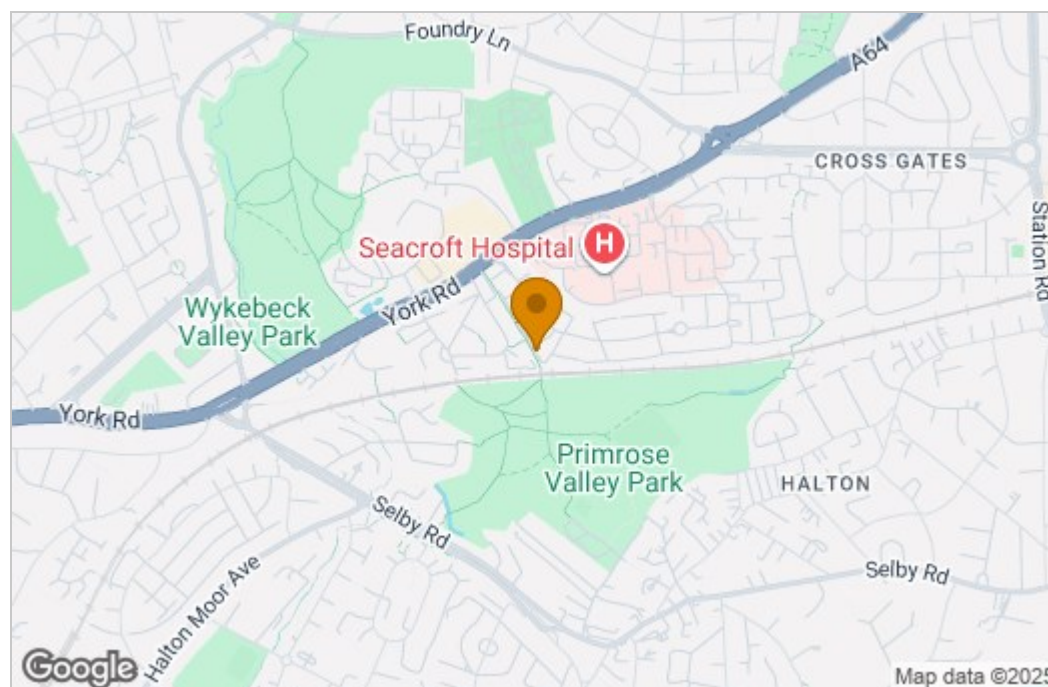 Foundry Ln
A64
CROSS GATES
Station Rd
Seacroft Hospital
H
York Rd
Wykebeck
Valley Park
York Rd
Primrose
Valley Park
HALTON
Selby Rd
Selby Rd
Halton Moor Ave
Google
Map data ©2025